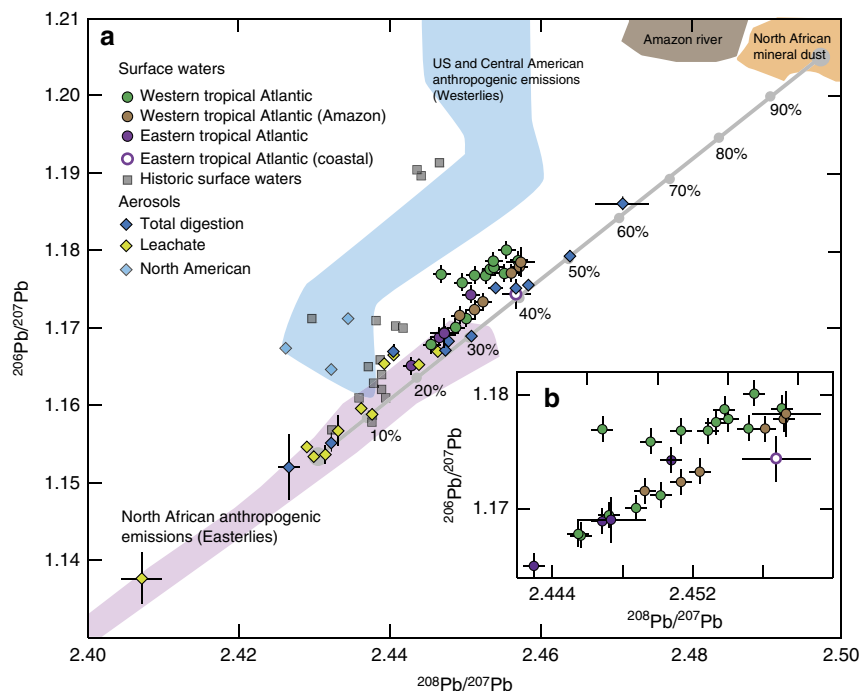 1.21
1.20
1.19
1.18
1.17
1.16
1.15
1.14
206Pb/207Pb
a
Surface waters
Western tropical Atlantic
Western tropical Atlantic (Amazon)
Eastern tropical Atlantic
Eastern tropical Atlantic (coastal)
Historic surface waters
Aerosols
Total digestion
Leachate
North American
US and Central American
anthropogenic emissions
(Westerlies)
Amazon river
North African
mineral dust
90%
80%
70%
60%
50%
40%
30%
20%
10%
North African anthropogenic
emissions (Easterlies)
b
1.18
1.17
206Pb/207Pb
2.444
2.452
208Pb/207Pb
2.40
2.42
2.44
2.46
2.48
2.50
208Pb/207Pb